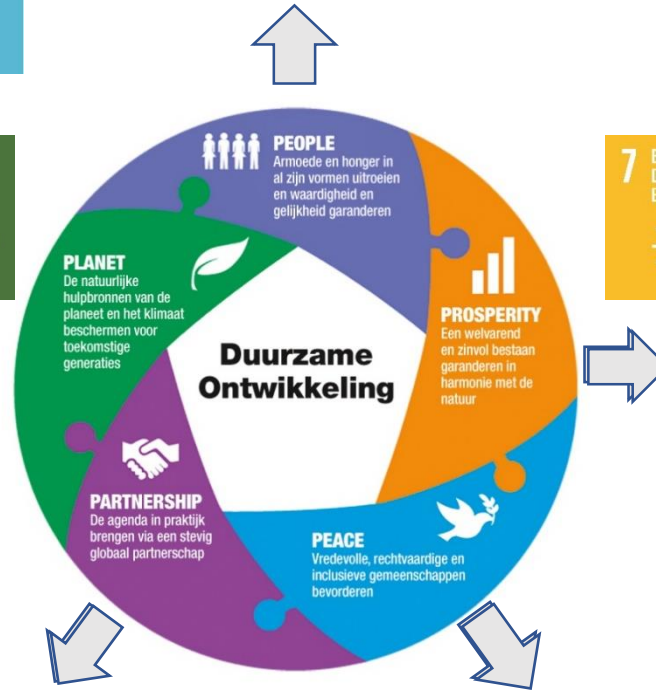 PEOPLE
Armoede en honger in
al zijn vormen uitroeien
en waardigheid en
gelijkheid garanderen
7
PLANET
De natuurlijke
hulpbronnen van de
planeet en het klimaat
beschermen voor
toekomstige
generaties
PROSPERITY
Een welvarend
en zinvol bestaan
garanderen in
harmonie met de
natuur
Duurzame
Ontwikkeling
PARTNERSHIP
De agenda in praktijk
brengen via een stevig
globaal partnerschap
PEACE
Vredevolle, rechtvaardige en
inclusieve gemeenschappen
bevorderen